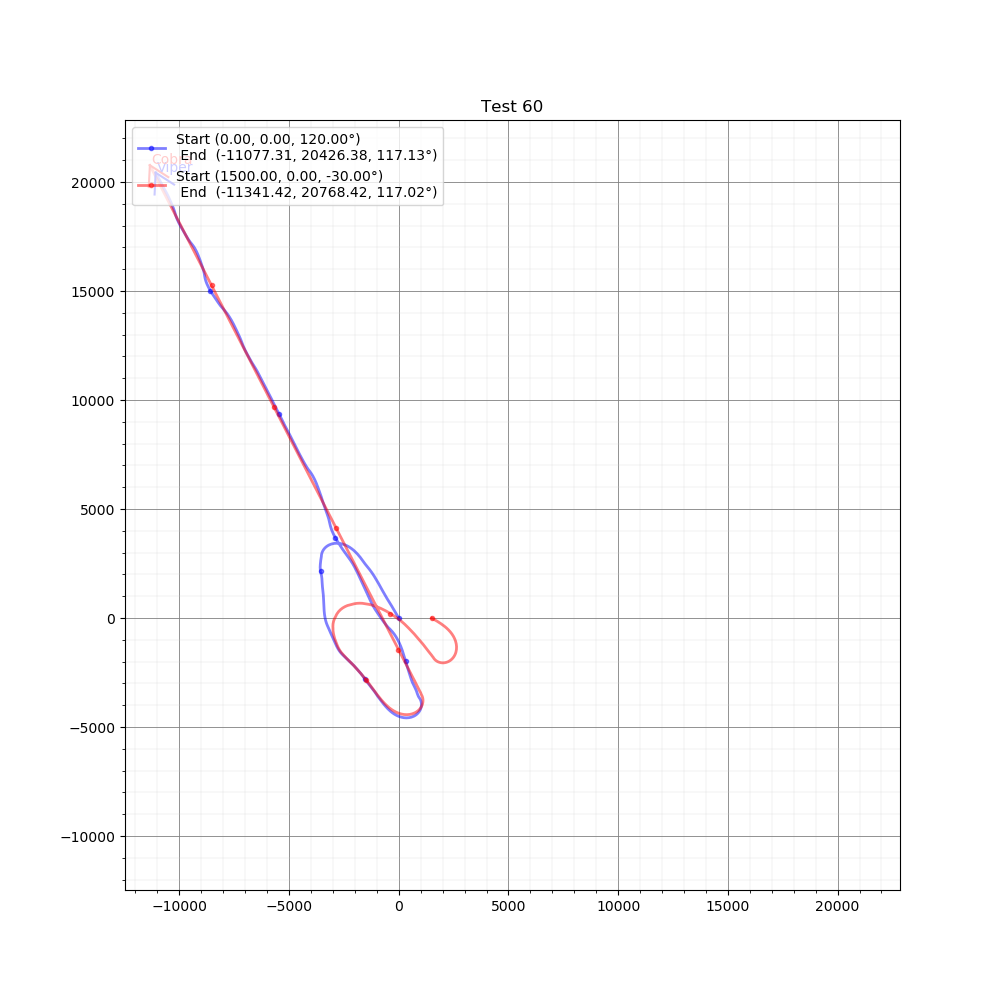 Test 60
Start (0.00, 0.00, 120.00°)
End (-11077.31, 20426.38, 117.13°)
Start (1500.00, 0.00, -30.00°)
End (-11341.42, 20768.42, 117.02°)
Cobra
Viper
20000
15000
10000
5000
0
−5000
−10000
−10000 −5000 0 5000 10000 15000 20000